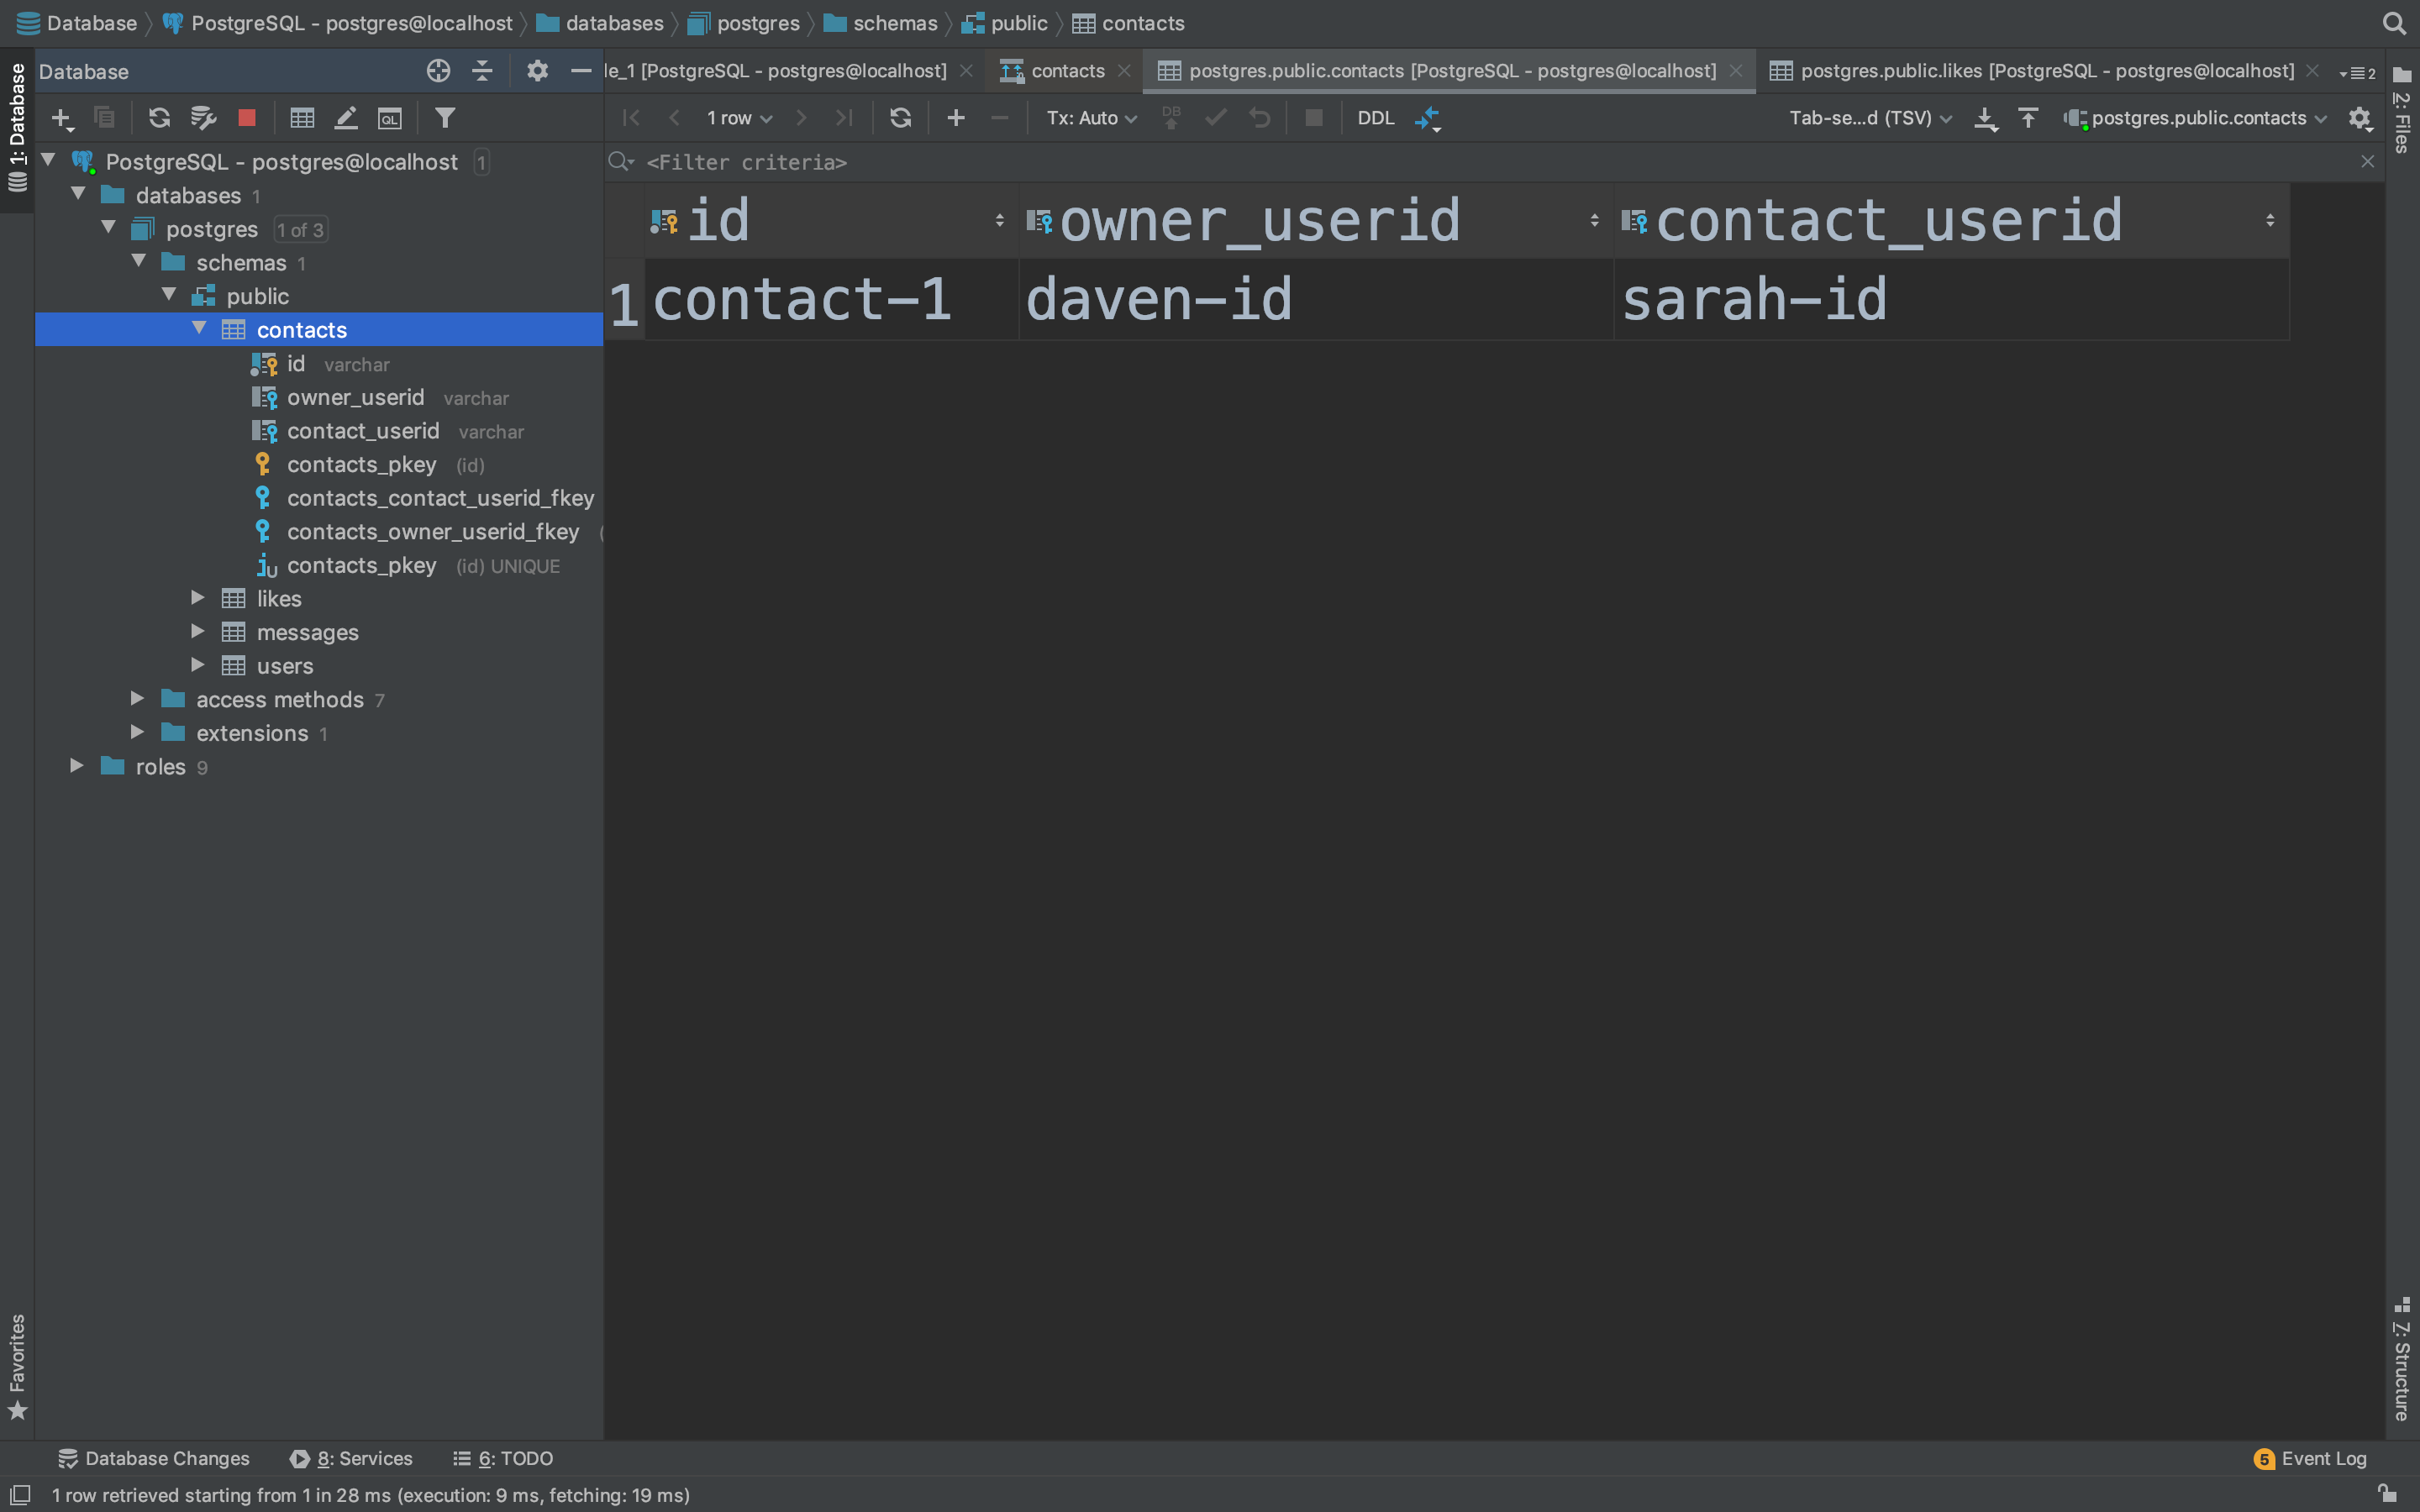 Database PostgreSQL - postgres@localhost databases postgres schemas public contacts
1: Database
Database
le_1 [PostgreSQL - postgres@localhost] contacts postgres.public.contacts [PostgreSQL - postgres@localhost] postgres.public.likes [PostgreSQL - postgres@localhost] 2
QL
1 row Tx: Auto DB DDL Tab-se...d (TSV) postgres.public.contacts
2: Files
<Filter criteria>
PostgreSQL - postgres@localhost 1
databases 1
postgres 1 of 3
schemas 1
public
contacts
id varchar
owner_userid varchar
contact_userid varchar
contacts_pkey (id)
contacts_contact_userid_fkey
contacts_owner_userid_fkey (
contacts_pkey (id) UNIQUE
likes
messages
users
access methods 7
extensions 1
roles 9
id owner_userid contact_userid
1 contact-1 daven-id sarah-id
Favorites
7: Structure
Database Changes 8: Services 6: TODO 5 Event Log
1 row retrieved starting from 1 in 28 ms (execution: 9 ms, fetching: 19 ms)